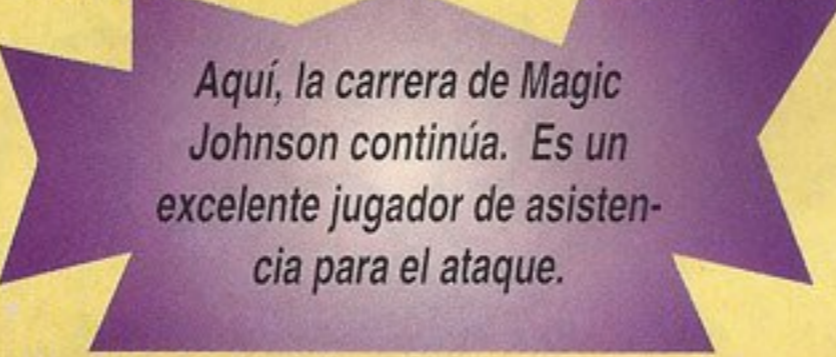 Aquí, la carrera de Magic
Johnson continúa.  Es un
excelente jugador de asisten-
cia para el ataque.